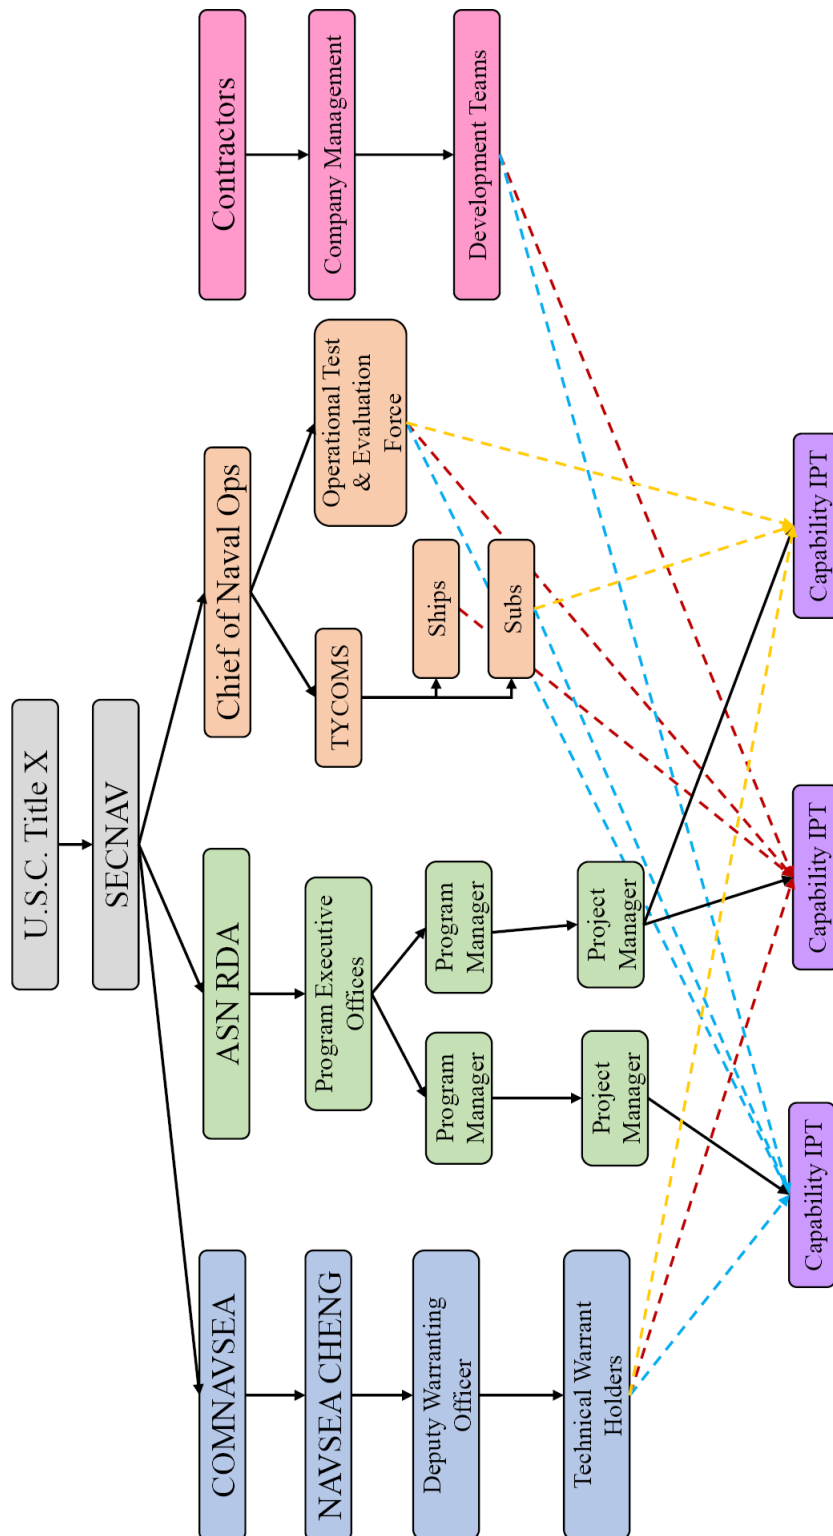 U.S.C. Title X
SECNAV
COMNAVSEA
ASN RDA
Chief of Naval Ops
Contractors
NAVSEA CHENG
Program Executive
Offices
TYCOMS
Operational Test
& Evaluation
Force
Company Management
Deputy Warranting
Officer
Program
Manager
Program
Manager
Ships
Subs
Development Teams
Technical Warrant
Holders
Project
Manager
Project
Manager
Capability IPT
Capability IPT
Capability IPT